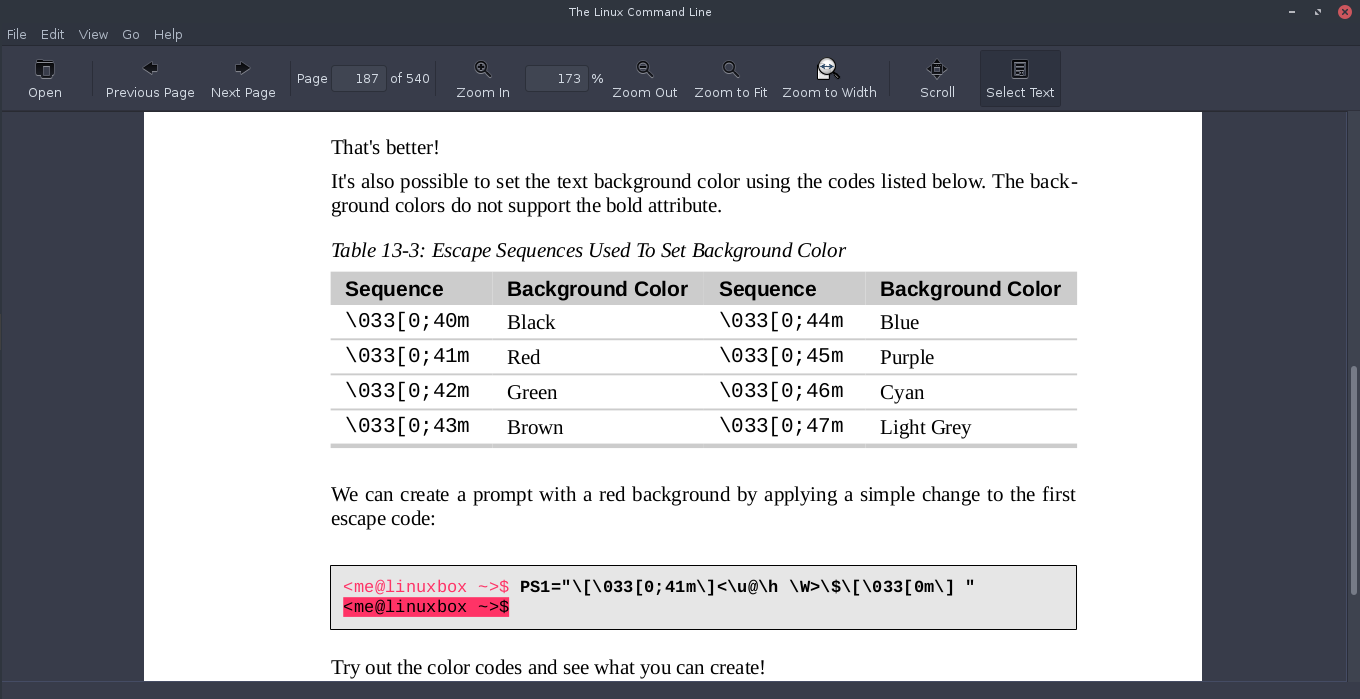 The Linux Command Line
File Edit View Go Help
Open Previous Page Next Page Page 187 of 540 Zoom In 173 % Zoom Out Zoom to Fit Zoom to Width Scroll Select Text
That's better!
It's also possible to set the text background color using the codes listed below. The back-
ground colors do not support the bold attribute.
Table 13-3: Escape Sequences Used To Set Background Color
Sequence Background Color Sequence Background Color
\033[0;40m Black \033[0;44m Blue
\033[0;41m Red \033[0;45m Purple
\033[0;42m Green \033[0;46m Cyan
\033[0;43m Brown \033[0;47m Light Grey
We can create a prompt with a red background by applying a simple change to the first
escape code:
<me@linuxbox ~>$ PS1="\[\033[0;41m\]<\u@\h \W>\$\[\033[0m\] "
<me@linuxbox ~>$
Try out the color codes and see what you can create!